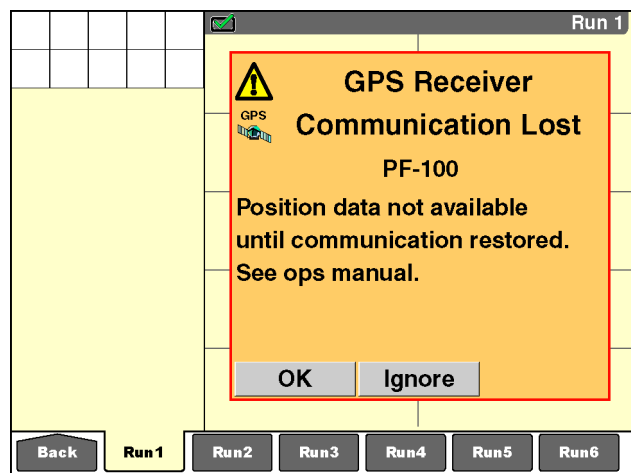 Run 1
GPS Receiver
GPS
Communication Lost
PF-100
Position data not available
until communication restored.
See ops manual.
OK
Ignore
Back
Run1
Run2
Run3
Run4
Run5
Run6